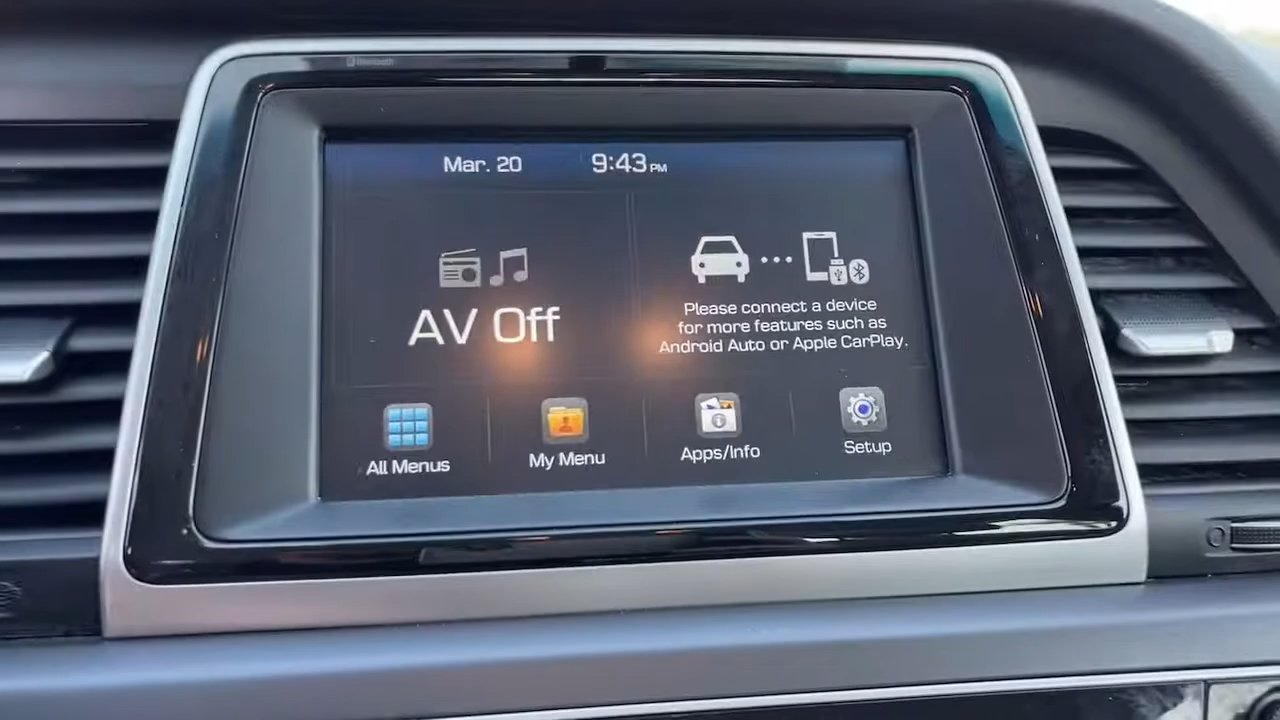 Bluetooth
Mar. 20 9:43 PM
AV Off
Please connect a device
for more features such as
Android Auto or Apple CarPlay.
All Menus My Menu Apps/Info Setup